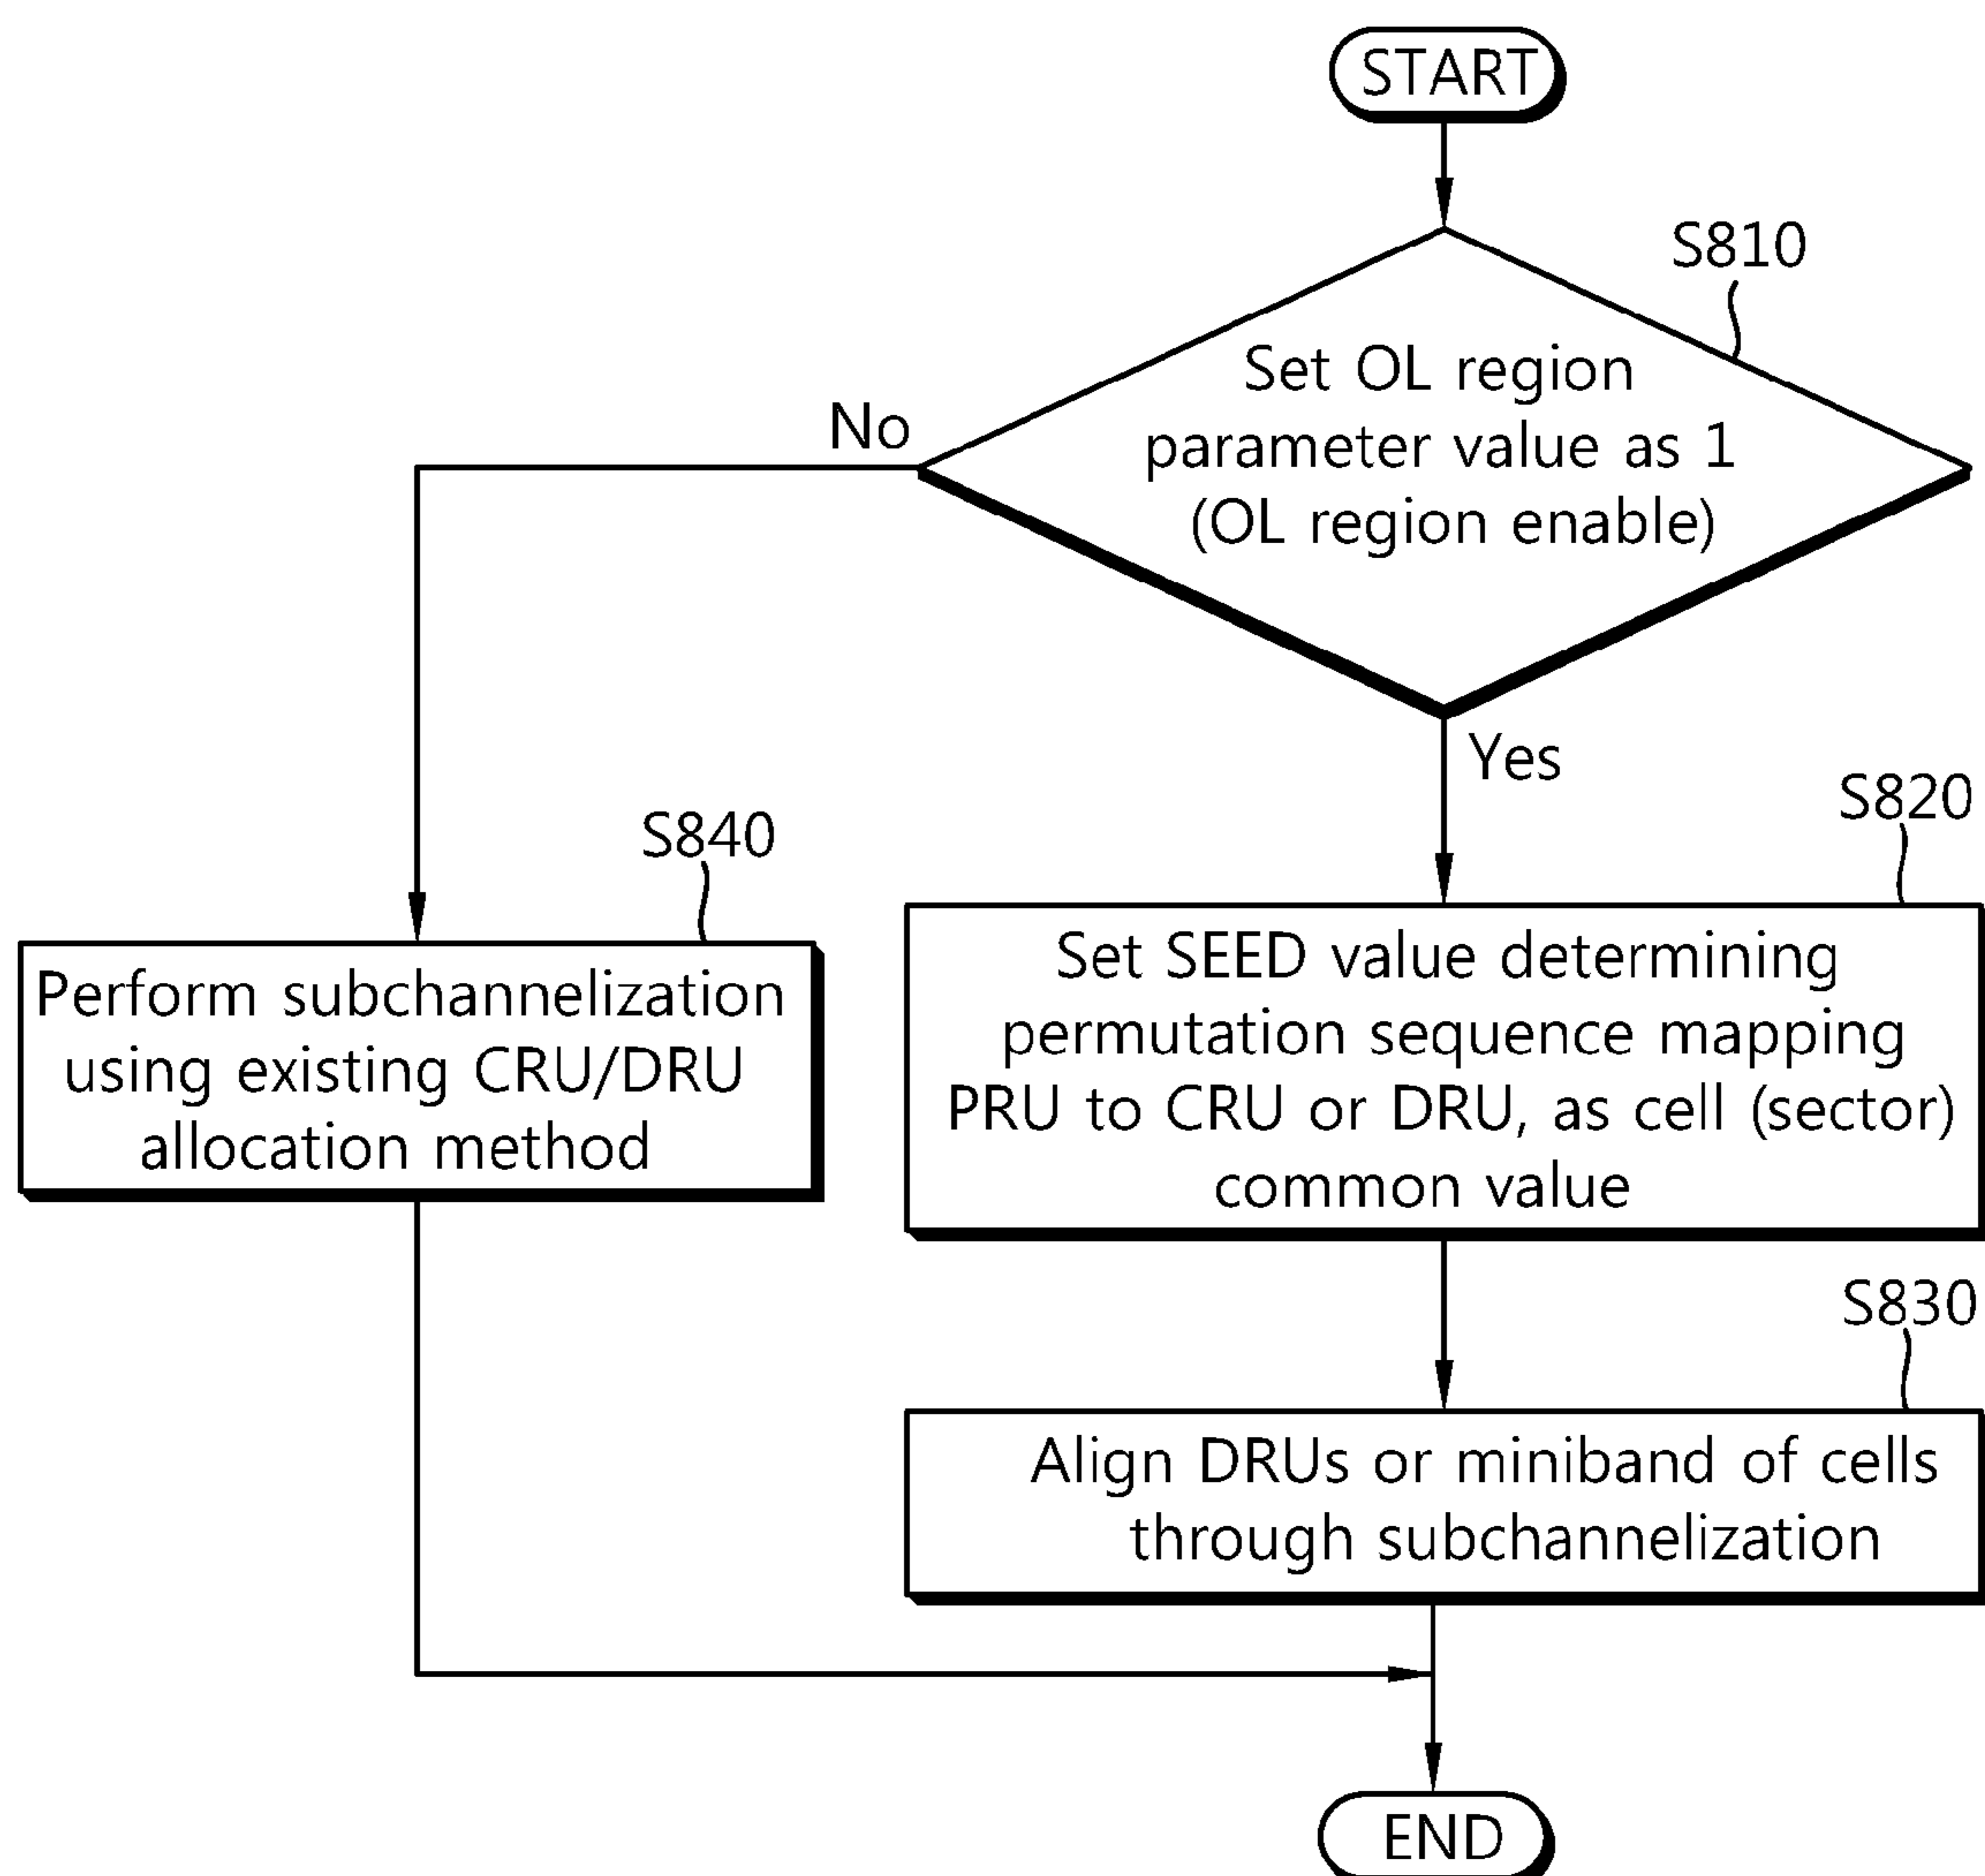 START
S810
Set OL region
parameter value as 1
(OL region enable)
No
Yes
S820
S840
Set SEED value determining
permutation sequence mapping
PRU to CRU or DRU, as cell (sector)
common value
Perform subchannelization
using existing CRU/DRU
allocation method
S830
Align DRUs or miniband of cells
through subchannelization
END